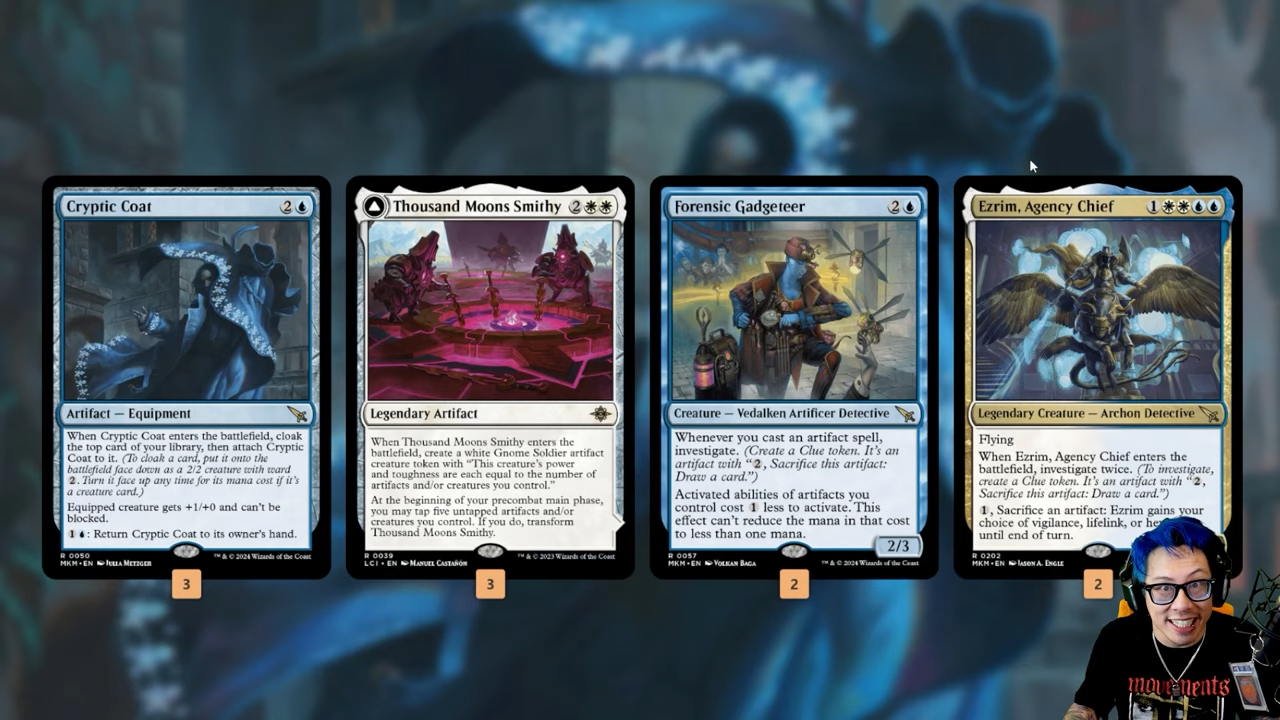 Cryptic Coat 2
Artifact — Equipment
When Cryptic Coat enters the battlefield, cloak
the top card of your library, then attach Cryptic
Coat to it. (To cloak a card, put it onto the
battlefield face down as a 2/2 creature with ward
2. Turn it face up any time for its mana cost if it's
a creature card.)
Equipped creature gets +1/+0 and can't be
blocked.
1 : Return Cryptic Coat to its owner's hand.
R 0050
MKM • EN Julia Metzger
™ & © 2024 Wizards of the Coast
3
Thousand Moons Smithy 2
Legendary Artifact
When Thousand Moons Smithy enters the
battlefield, create a white Gnome Soldier artifact
creature token with "This creature's power
and toughness are each equal to the number of
artifacts and/or creatures you control."
At the beginning of your precombat main phase,
you may tap five untapped artifacts and/or
creatures you control. If you do, transform
Thousand Moons Smithy.
R 0039
LCI • EN Manuel Castañón
™ & © 2023 Wizards of the Coast
3
Forensic Gadgeteer 2
Creature — Vedalken Artificer Detective
Whenever you cast an artifact spell,
investigate. (Create a Clue token. It's an
artifact with "2, Sacrifice this artifact:
Draw a card.")
Activated abilities of artifacts you
control cost 1 less to activate. This
effect can't reduce the mana in that cost
to less than one mana.
2/3
R 0057
MKM • EN Volkan Baga
™ & © 2024 Wizards of the Coast
2
Ezrim, Agency Chief 1
Legendary Creature — Archon Detective
Flying
When Ezrim, Agency Chief enters the
battlefield, investigate twice. (To investigate,
create a Clue token. It's an artifact with "2,
Sacrifice this artifact: Draw a card.")
1, Sacrifice an artifact: Ezrim gains your
choice of vigilance, lifelink, or
until end of turn.
R 0202
MKM • EN Jason A. Engle
2
movements